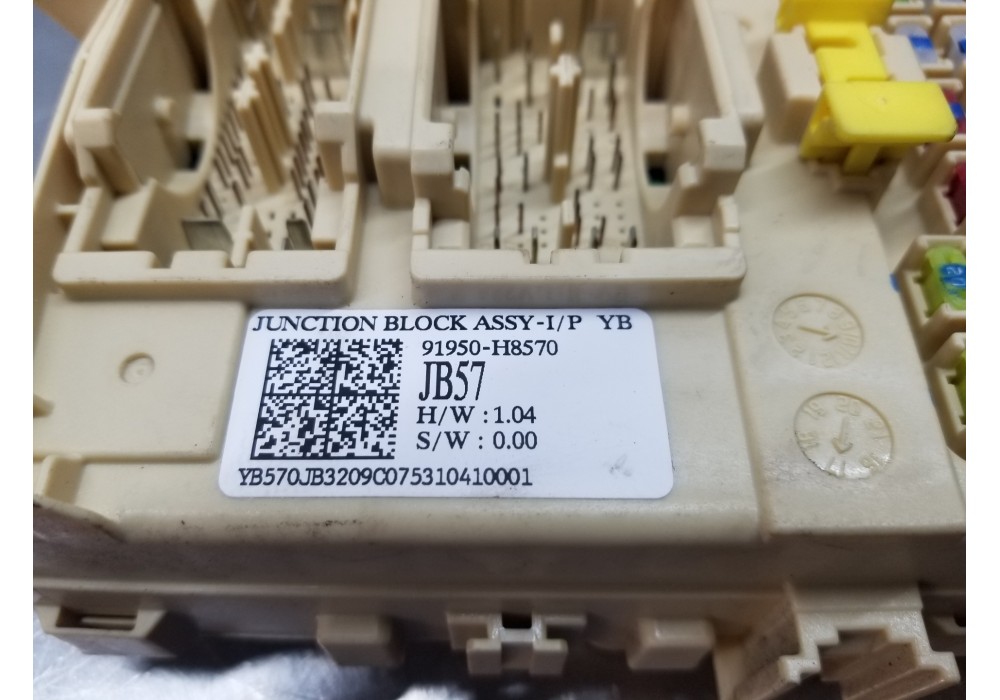 JUNCTION BLOCK ASSY-I/P YB
91950-H8570
JB57
H/W : 1.04
S/W : 0.00
YB570JB3209C075310410001